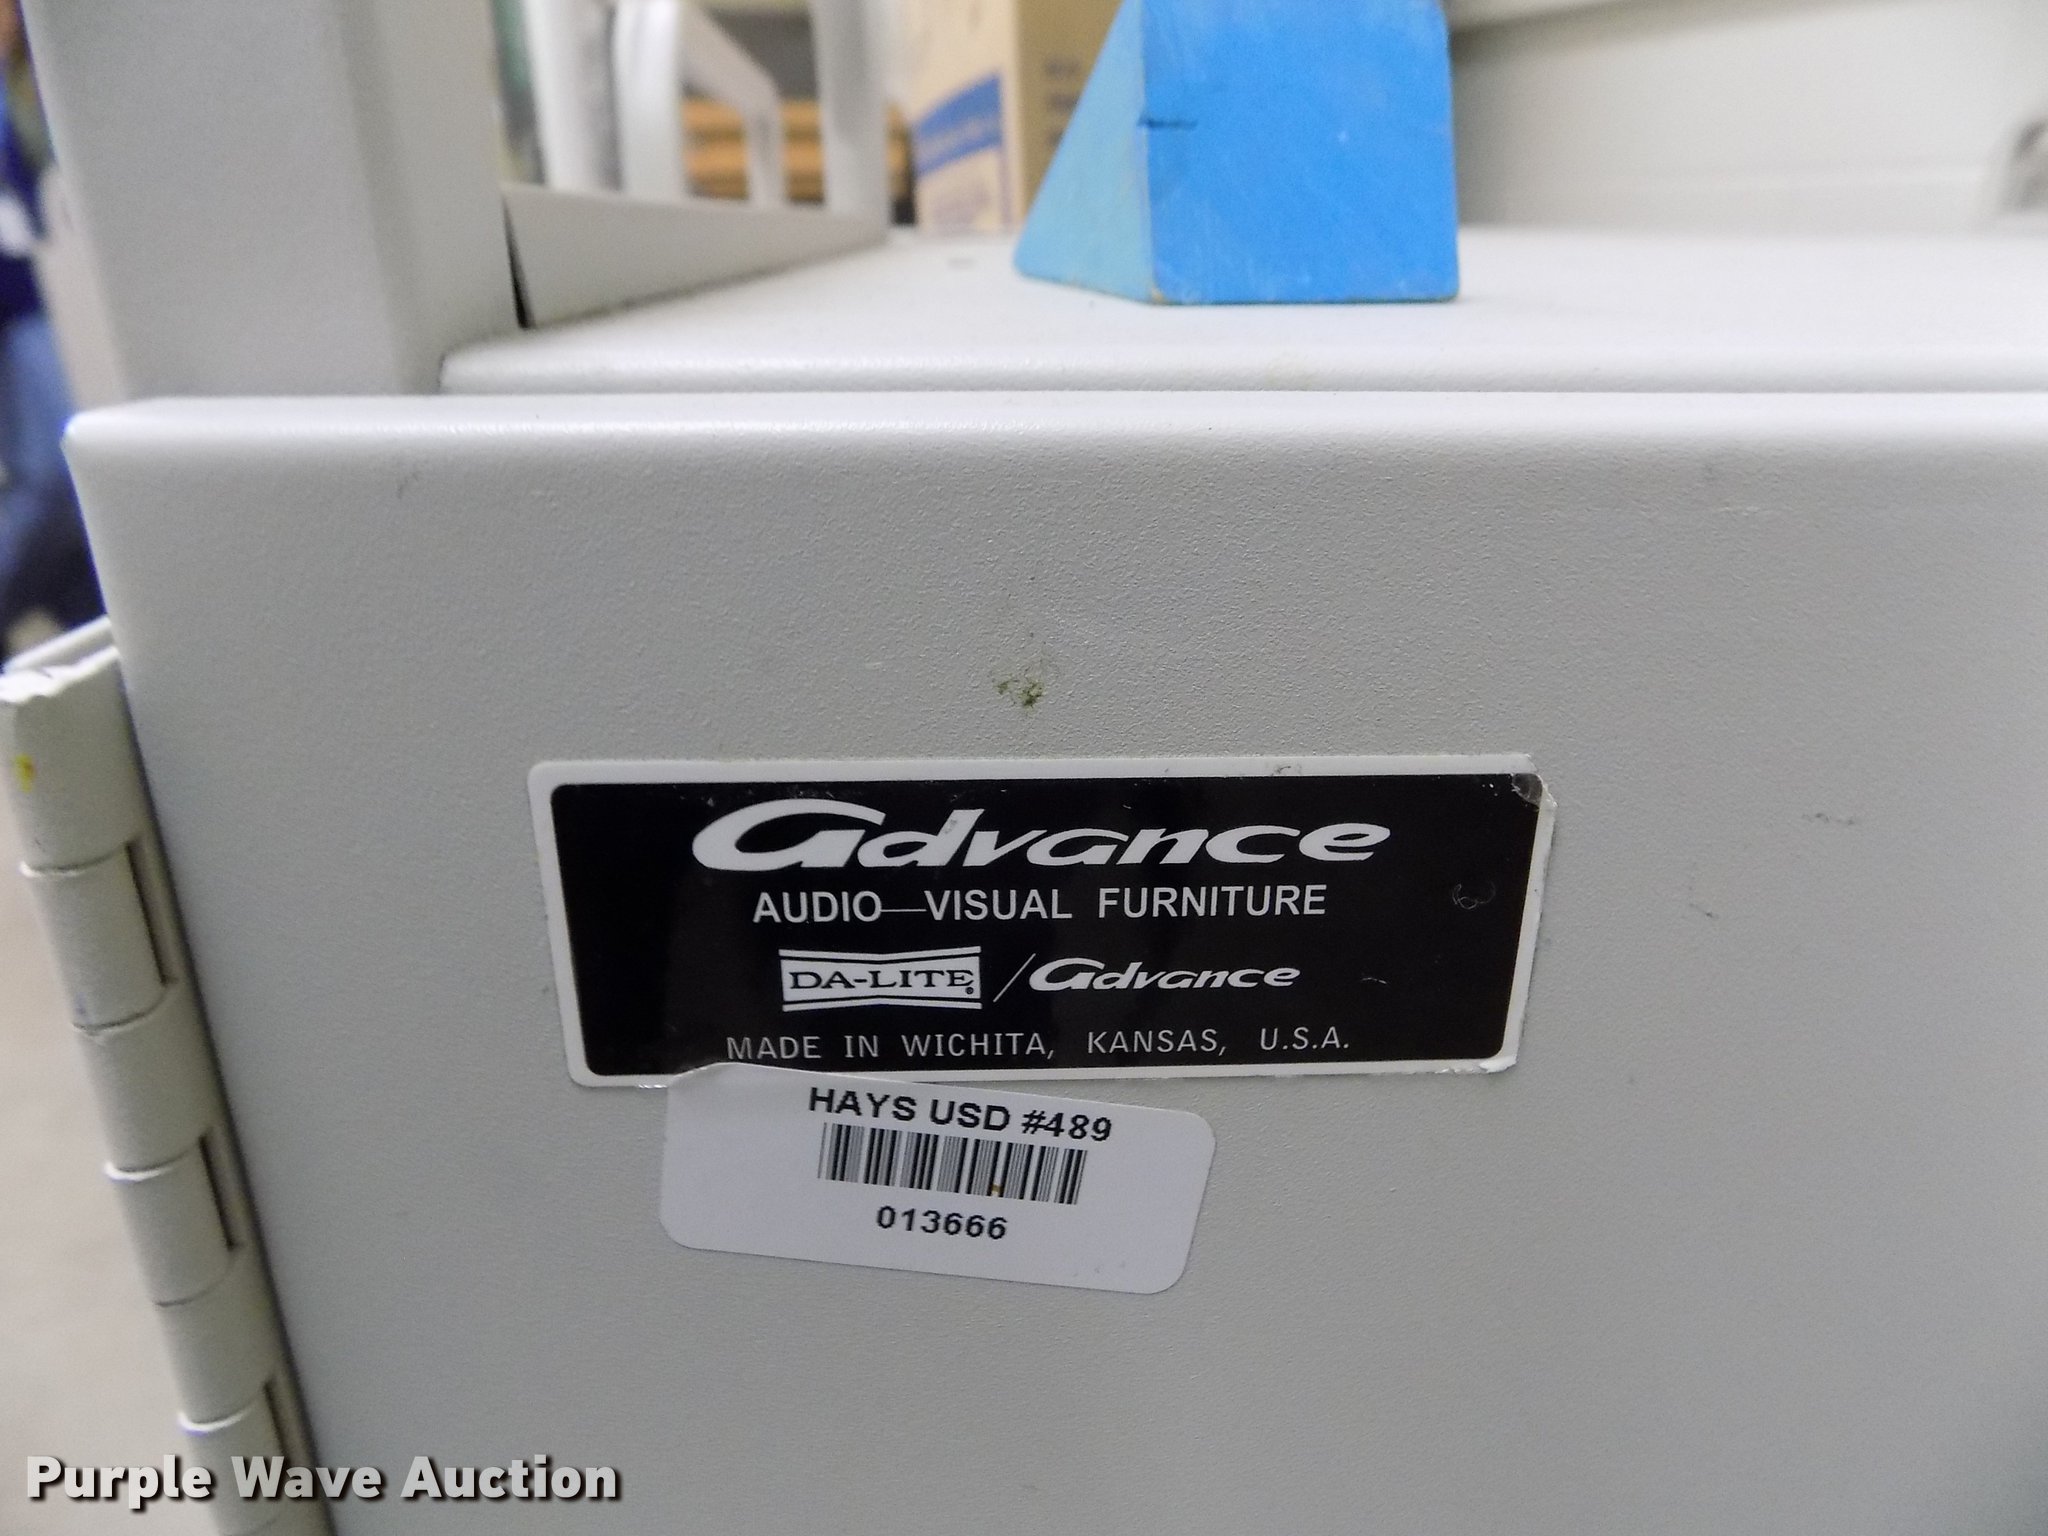 Advance
AUDIO—VISUAL FURNITURE
DA-LITE® / Advance
MADE IN WICHITA, KANSAS, U.S.A.
HAYS USD #489
013666
Purple Wave Auction